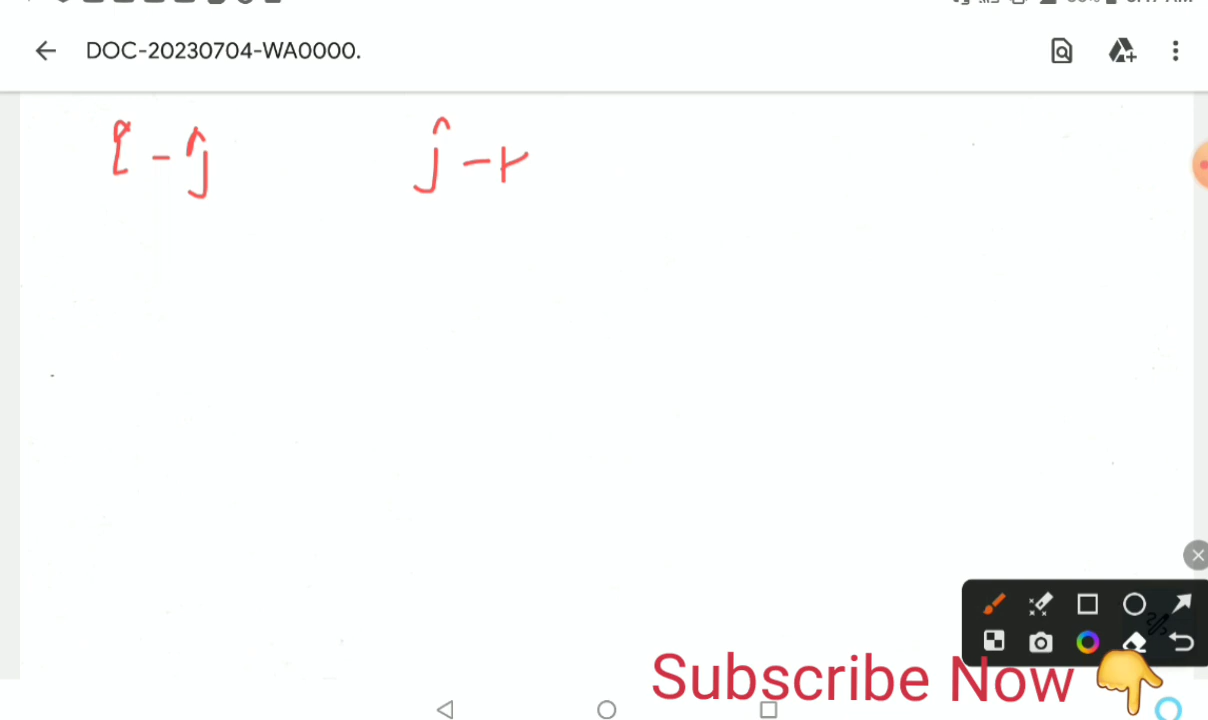 DOC-20230704-WA0000.
î - ĵ ĵ -
Subscribe Now